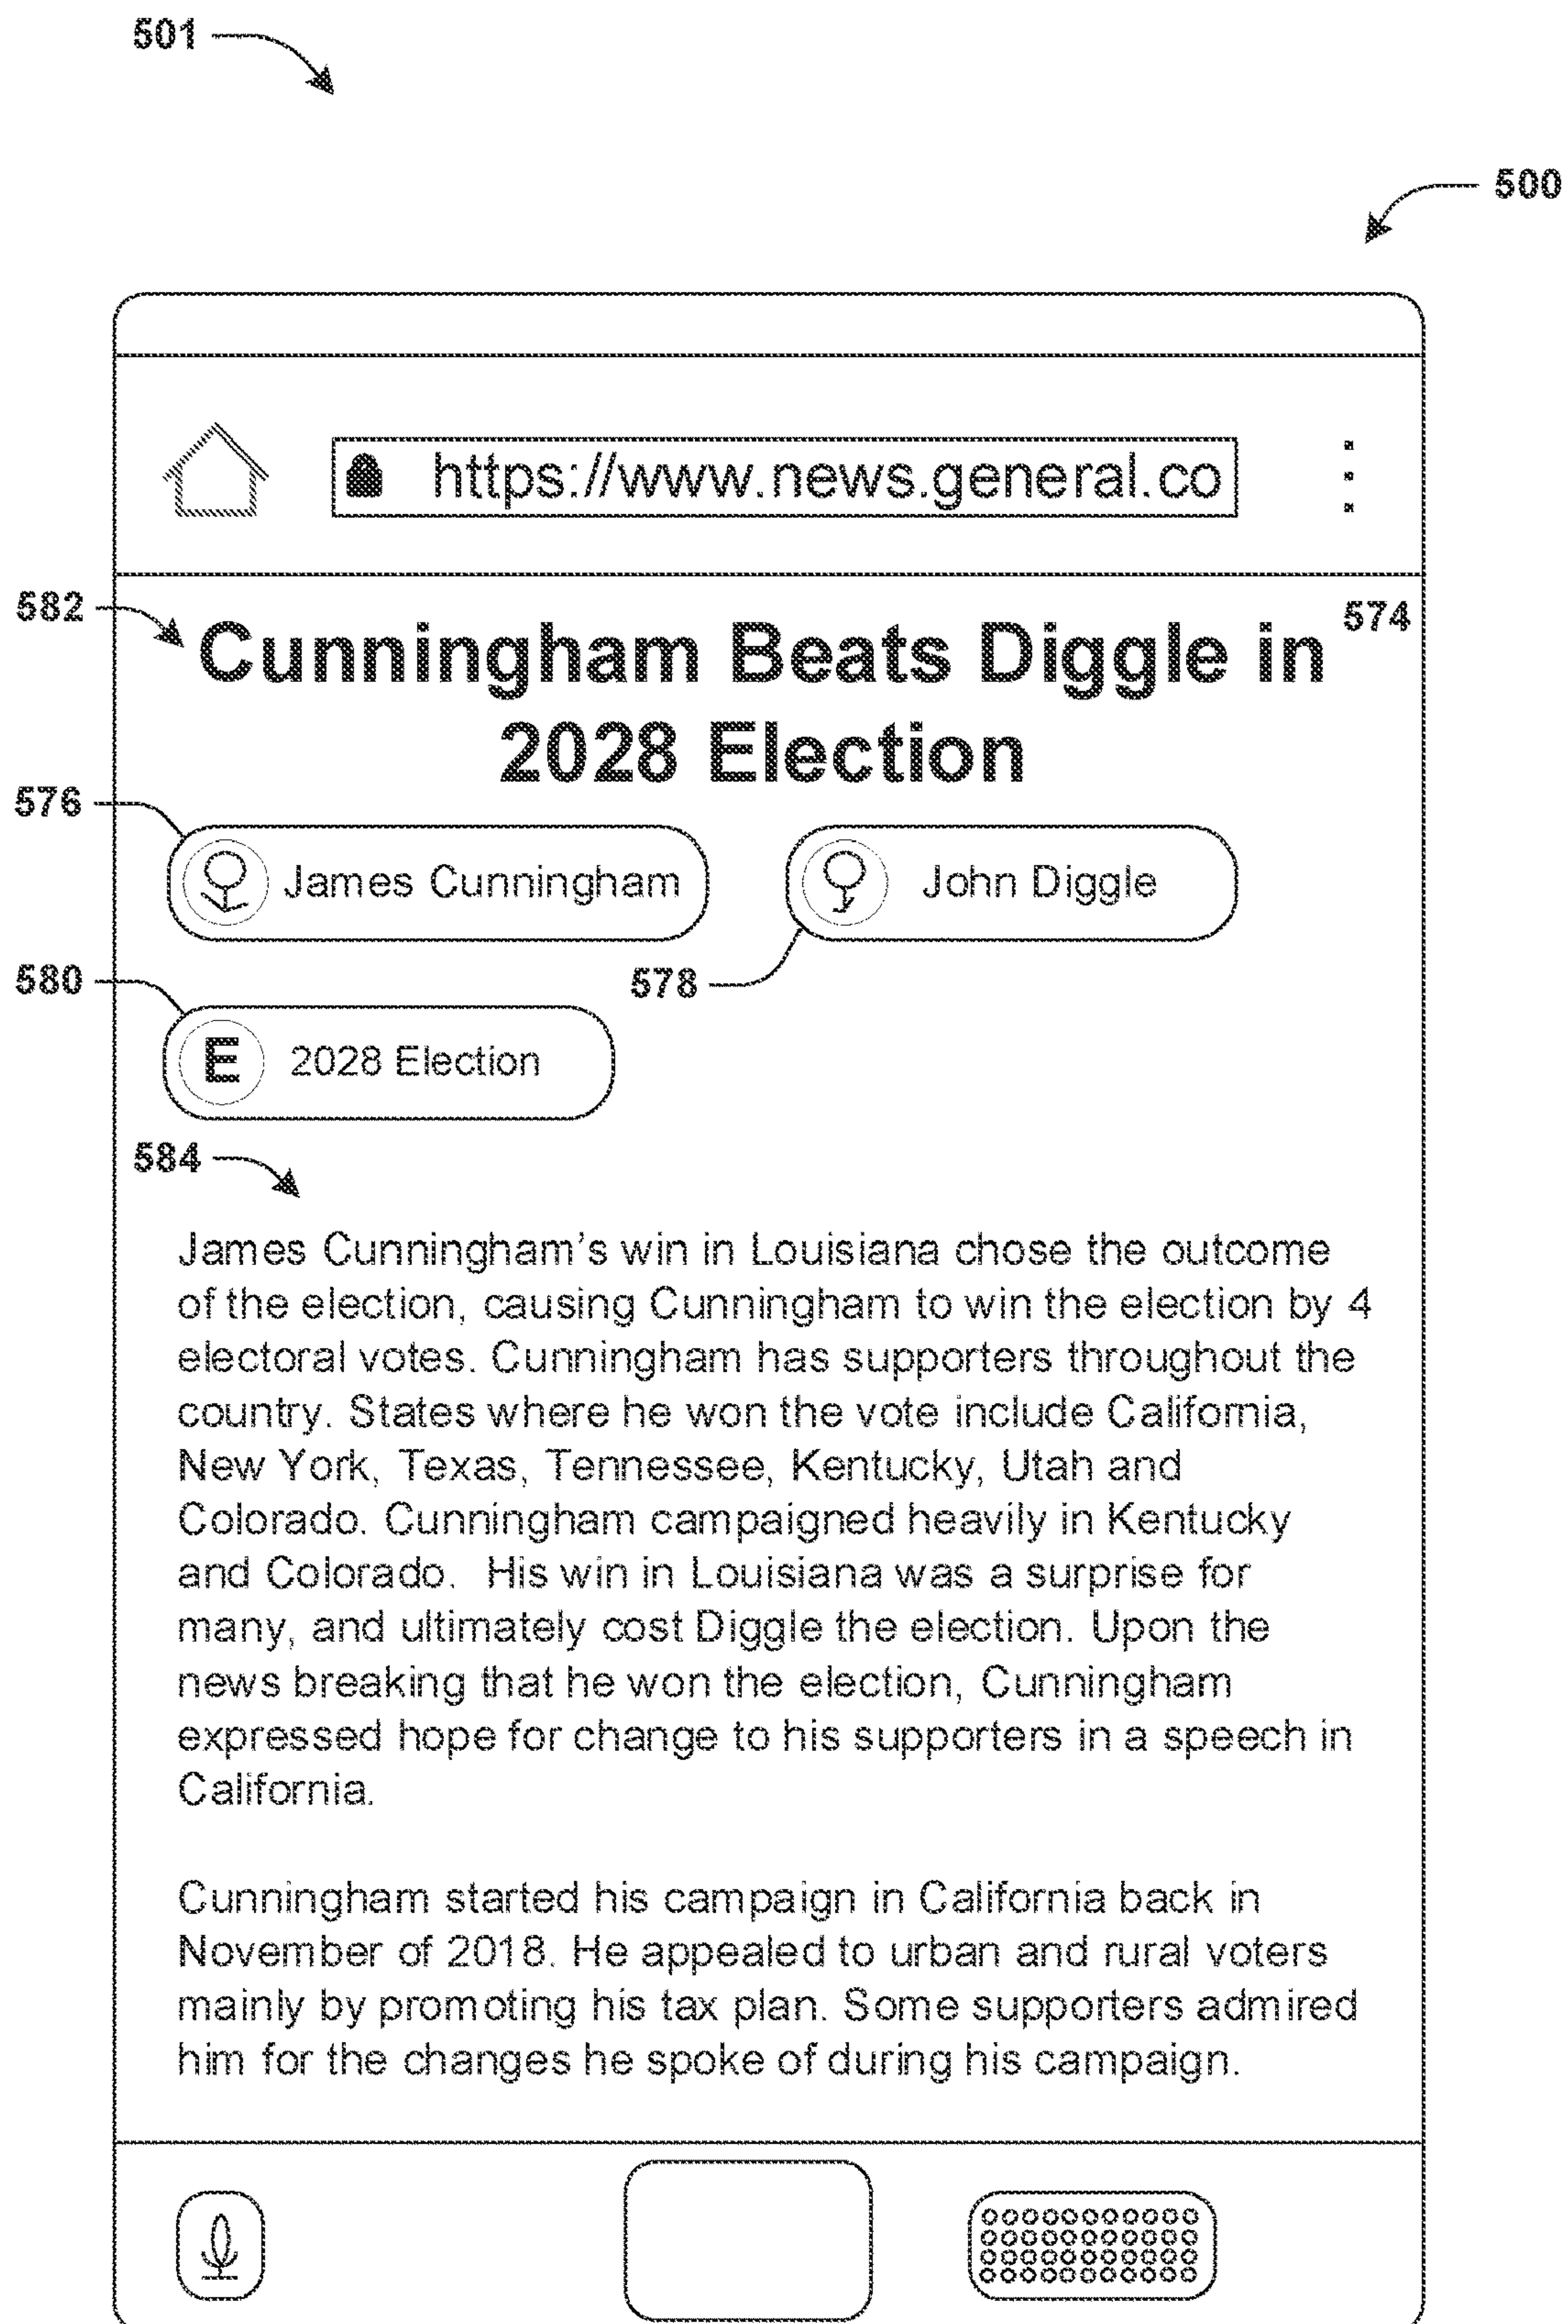 501
500
https://www.news.general.co
582
574
Cunningham Beats Diggle in
2028 Election
576
James Cunningham
John Diggle
580
578
E 2028 Election
584
James Cunningham's win in Louisiana chose the outcome
of the election, causing Cunningham to win the election by 4
electoral votes. Cunningham has supporters throughout the
country. States where he won the vote include California,
New York, Texas, Tennessee, Kentucky, Utah and
Colorado. Cunningham campaigned heavily in Kentucky
and Colorado.  His win in Louisiana was a surprise for
many, and ultimately cost Diggle the election. Upon the
news breaking that he won the election, Cunningham
expressed hope for change to his supporters in a speech in
California.
Cunningham started his campaign in California back in
November of 2018. He appealed to urban and rural voters
mainly by promoting his tax plan. Some supporters admired
him for the changes he spoke of during his campaign.